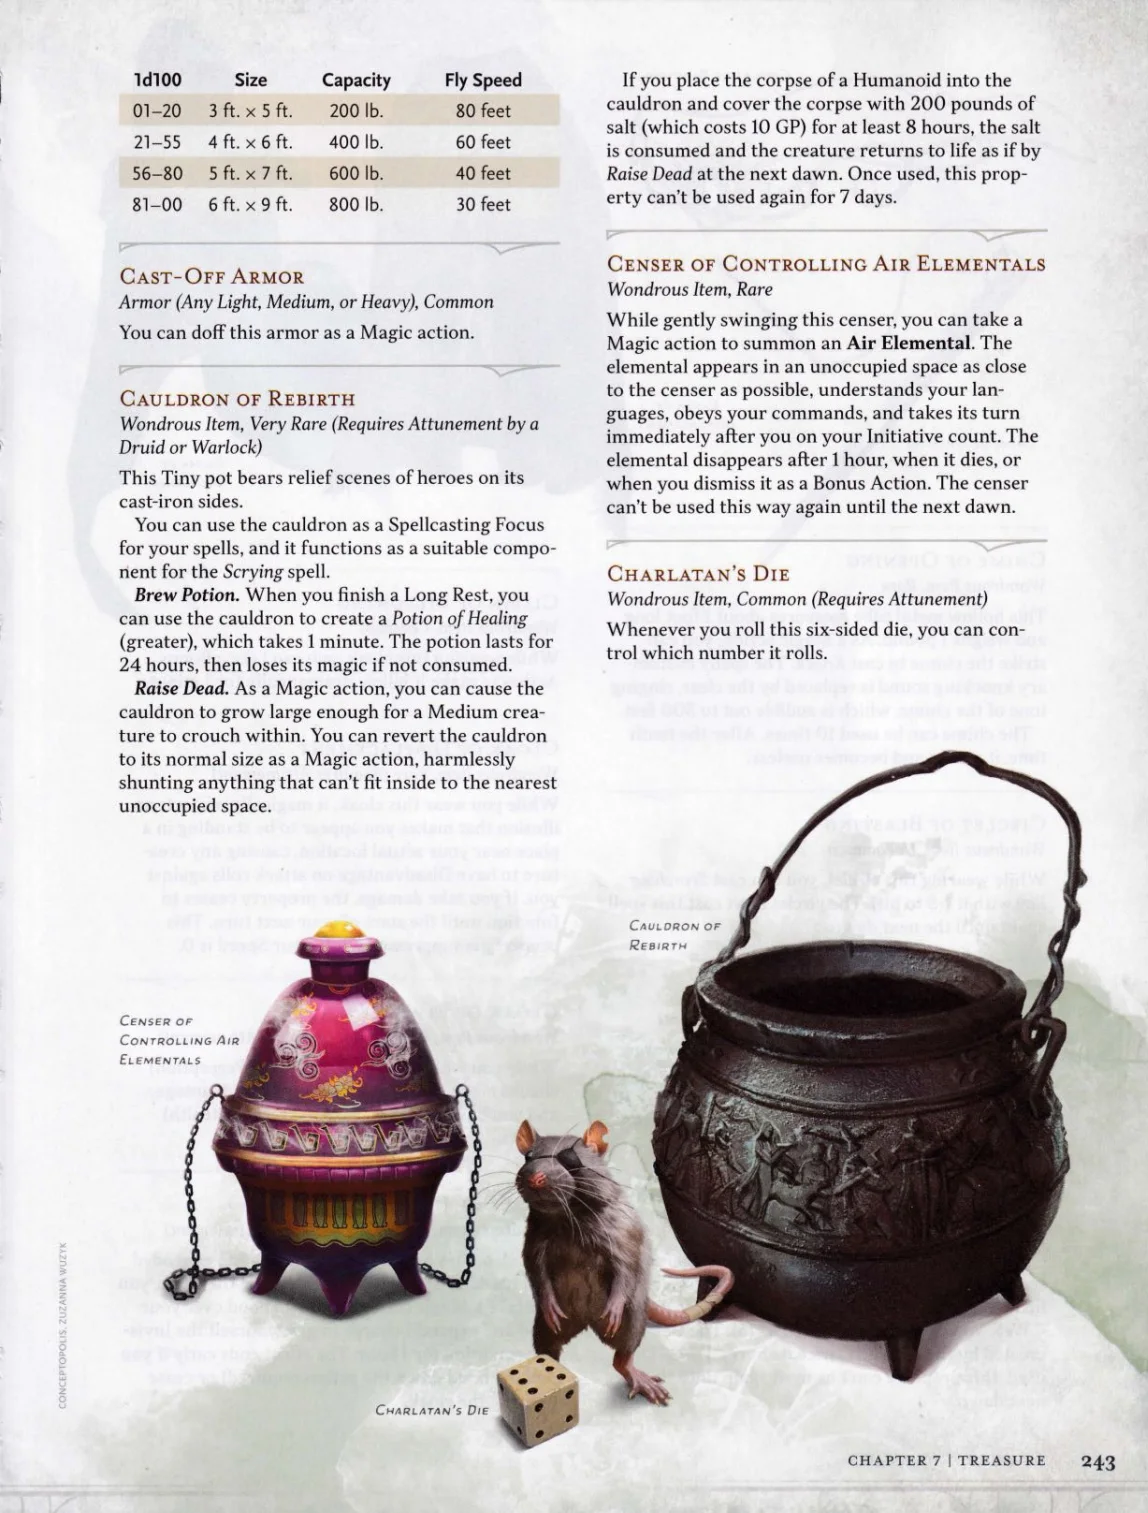 1d100 Size Capacity Fly Speed
01–20 3 ft. × 5 ft. 200 lb. 80 feet
21–55 4 ft. × 6 ft. 400 lb. 60 feet
56–80 5 ft. × 7 ft. 600 lb. 40 feet
81–00 6 ft. × 9 ft. 800 lb. 30 feet
Cast-Off Armor
Armor (Any Light, Medium, or Heavy), Common
You can doff this armor as a Magic action.
Cauldron of Rebirth
Wondrous Item, Very Rare (Requires Attunement by a
Druid or Warlock)
This Tiny pot bears relief scenes of heroes on its
cast-iron sides.
You can use the cauldron as a Spellcasting Focus
for your spells, and it functions as a suitable compo-
nent for the Scrying spell.
Brew Potion. When you finish a Long Rest, you
can use the cauldron to create a Potion of Healing
(greater), which takes 1 minute. The potion lasts for
24 hours, then loses its magic if not consumed.
Raise Dead. As a Magic action, you can cause the
cauldron to grow large enough for a Medium crea-
ture to crouch within. You can revert the cauldron
to its normal size as a Magic action, harmlessly
shunting anything that can't fit inside to the nearest
unoccupied space.
If you place the corpse of a Humanoid into the
cauldron and cover the corpse with 200 pounds of
salt (which costs 10 GP) for at least 8 hours, the salt
is consumed and the creature returns to life as if by
Raise Dead at the next dawn. Once used, this prop-
erty can't be used again for 7 days.
Censer of Controlling Air Elementals
Wondrous Item, Rare
While gently swinging this censer, you can take a
Magic action to summon an Air Elemental. The
elemental appears in an unoccupied space as close
to the censer as possible, understands your lan-
guages, obeys your commands, and takes its turn
immediately after you on your Initiative count. The
elemental disappears after 1 hour, when it dies, or
when you dismiss it as a Bonus Action. The censer
can't be used this way again until the next dawn.
Charlatan's Die
Wondrous Item, Common (Requires Attunement)
Whenever you roll this six-sided die, you can con-
trol which number it rolls.
Cauldron of
Rebirth
Censer of
Controlling Air
Elementals
Charlatan's Die
CONCEPTOPOLIS, ZUZANNA WUZYK
CHAPTER 7 | TREASURE 243